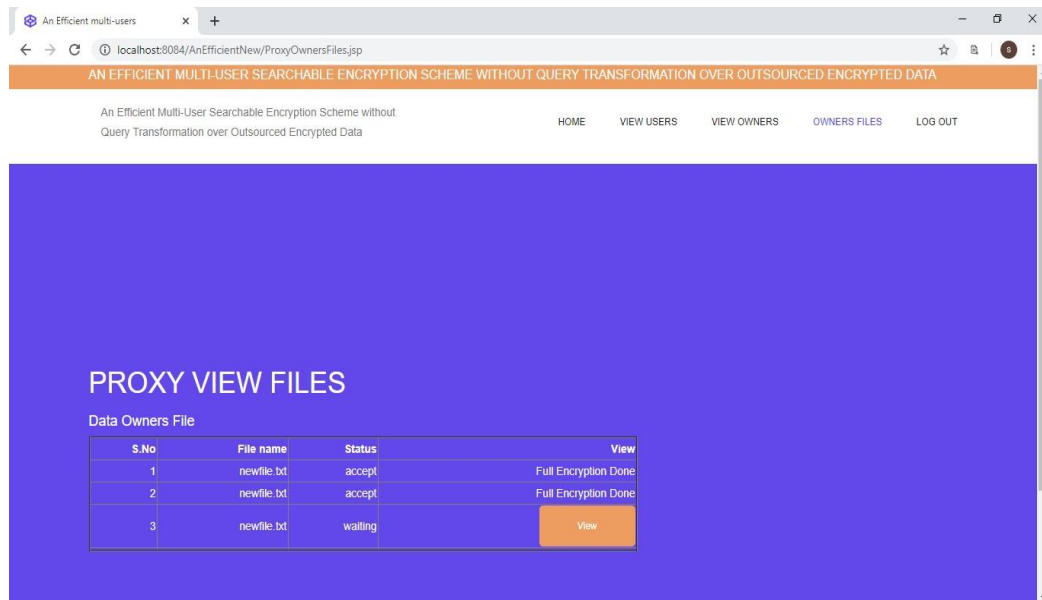 An Efficient multi-users
localhost:8084/AnEfficientNew/ProxyOwnersFiles.jsp
S
AN EFFICIENT MULTI-USER SEARCHABLE ENCRYPTION SCHEME WITHOUT QUERY TRANSFORMATION OVER OUTSOURCED ENCRYPTED DATA
An Efficient Multi-User Searchable Encryption Scheme without
Query Transformation over Outsourced Encrypted Data
HOME VIEW USERS VIEW OWNERS OWNERS FILES LOG OUT
PROXY VIEW FILES
Data Owners File
S.No File name Status View
1 newfile.txt accept Full Encryption Done
2 newfile.txt accept Full Encryption Done
3 newfile.txt waiting View